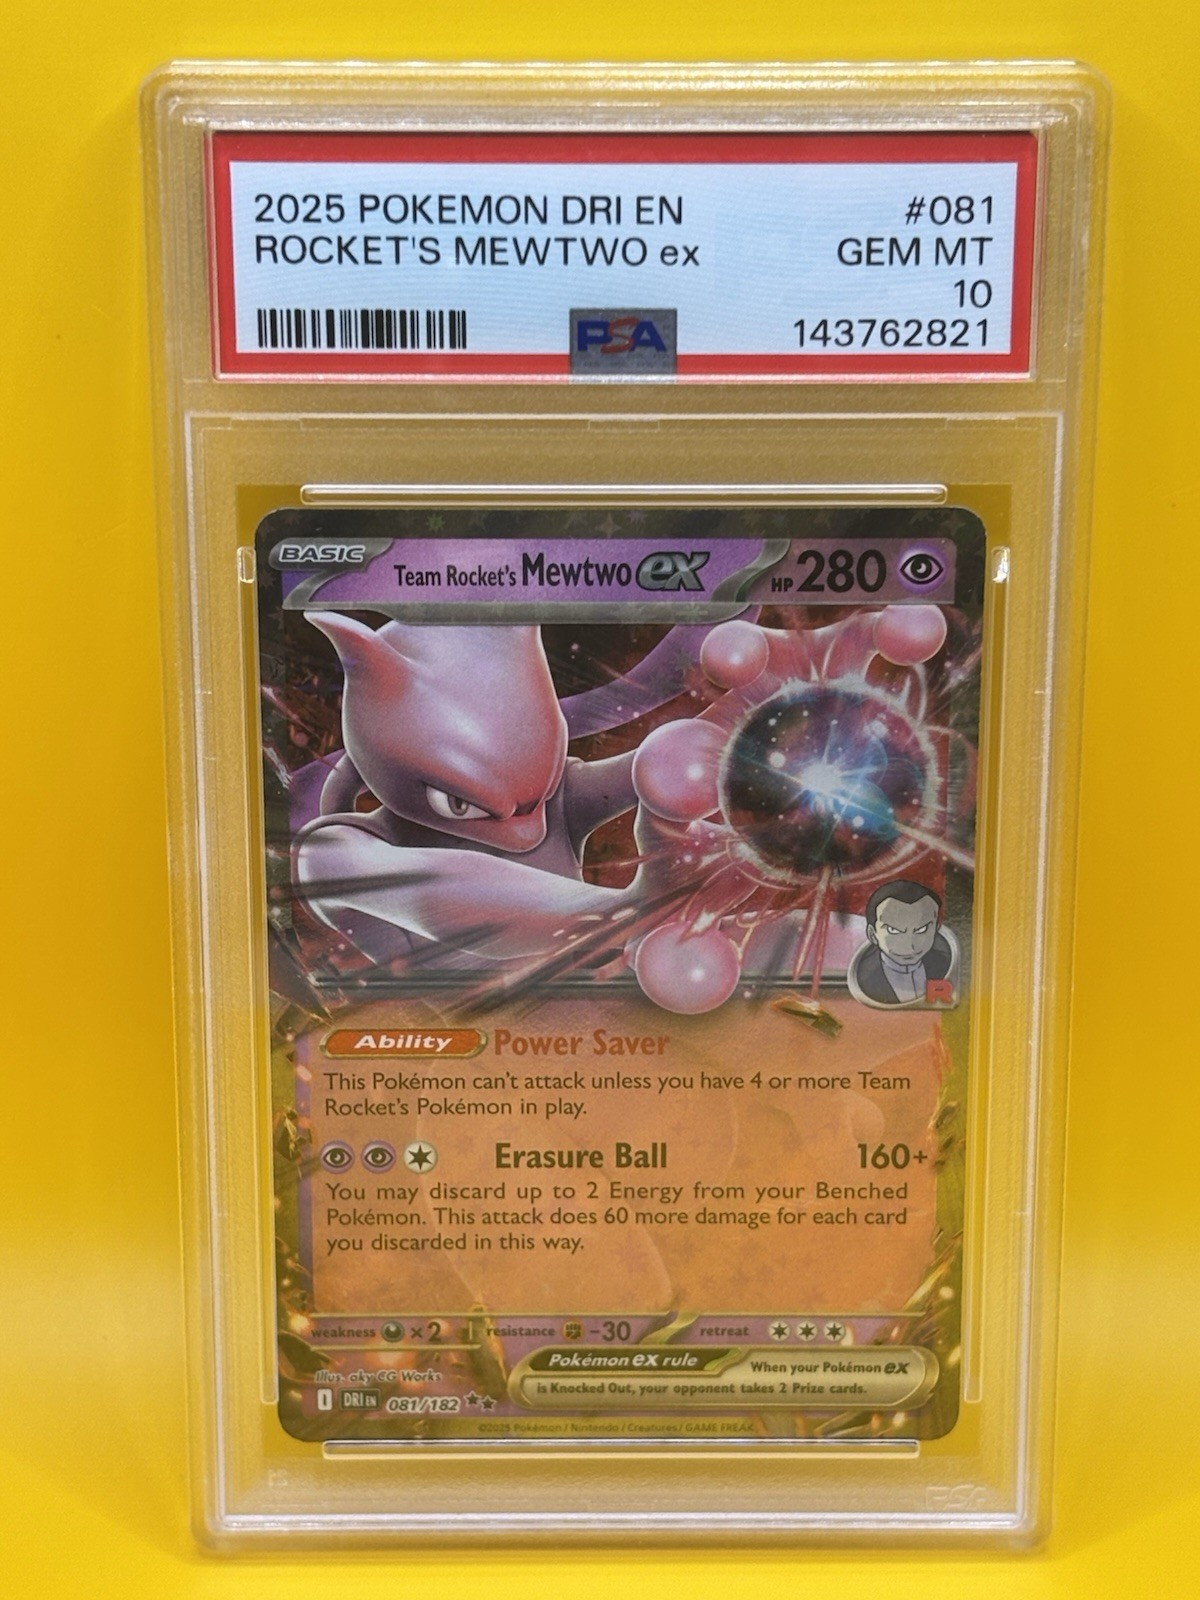 2025 POKEMON DRI EN #081
ROCKET'S MEWTWO ex GEM MT
10
PSA 143762821
BASIC Team Rocket's Mewtwo ex HP 280
R
Ability Power Saver
This Pokémon can't attack unless you have 4 or more Team
Rocket's Pokémon in play.
Erasure Ball 160+
You may discard up to 2 Energy from your Benched
Pokémon. This attack does 60 more damage for each card
you discarded in this way.
weakness ×2 resistance -30 retreat
Pokémon ex rule When your Pokémon ex
is Knocked Out, your opponent takes 2 Prize cards.
Illus. aky CG Works
I DRI EN 081/182
©2025 Pokémon / Nintendo / Creatures / GAME FREAK
PSA